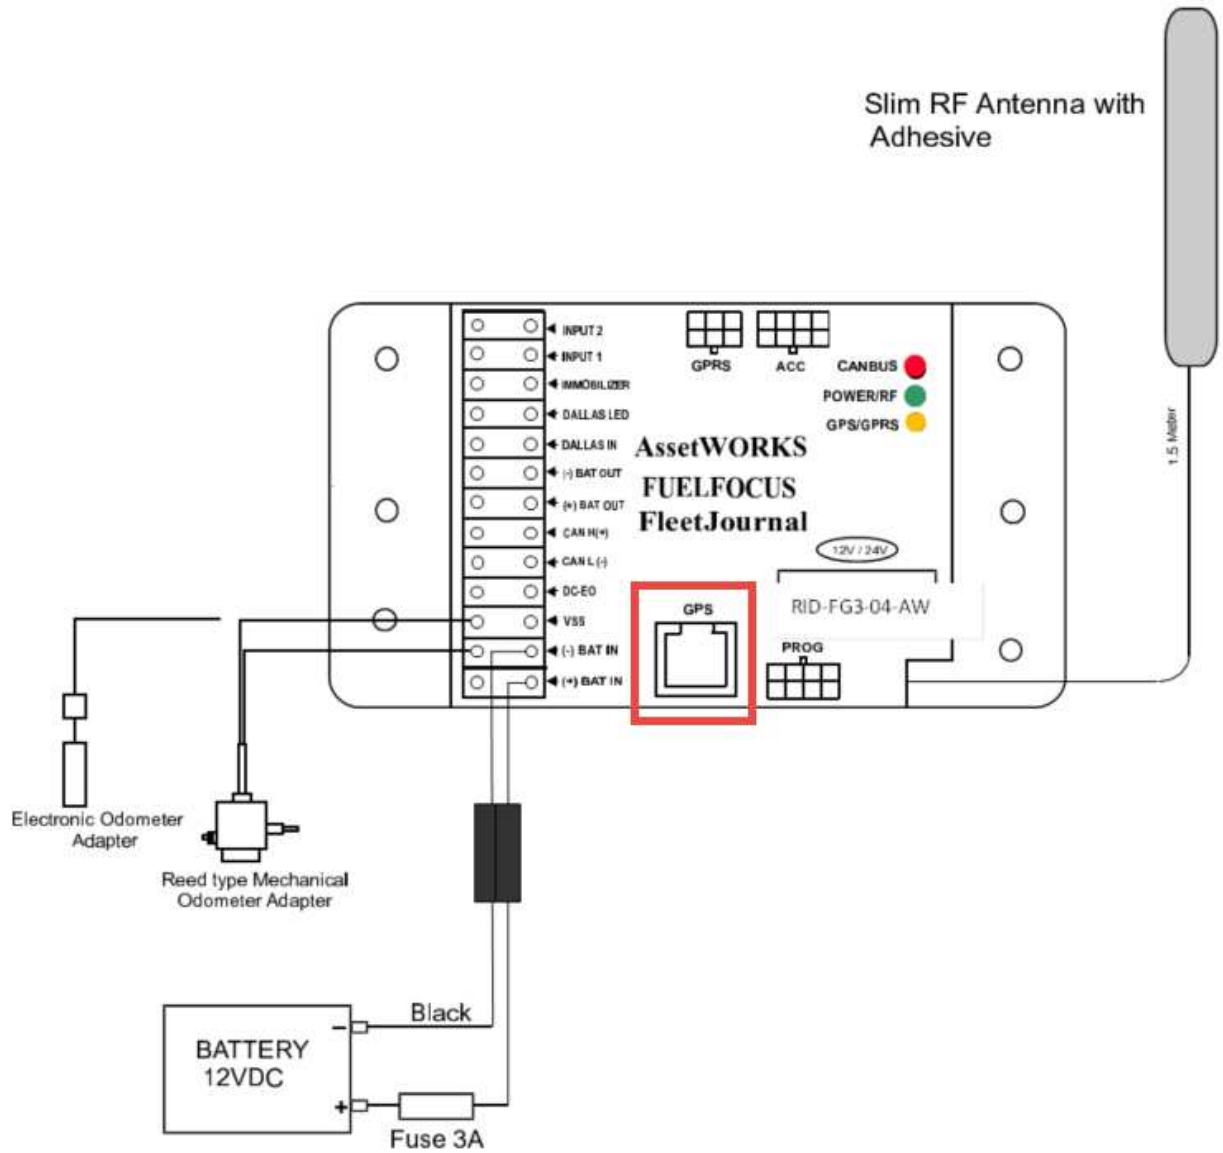 Slim RF Antenna with
Adhesive
1.5 Meter
INPUT 2
INPUT 1
IMMOBILIZER
DALLAS LED
DALLAS IN
(-) BAT OUT
(+) BAT OUT
CAN H(+)
CAN L (-)
DC-EO
VSS
(-) BAT IN
(+) BAT IN
GPRS
ACC
CANBUS
POWER/RF
GPS/GPRS
AssetWORKS
FUELFOCUS
FleetJournal
12V / 24V
RID-FG3-04-AW
GPS
PROG
Electronic Odometer
Adapter
Reed type Mechanical
Odometer Adapter
Black
BATTERY
12VDC
−
+
Fuse 3A